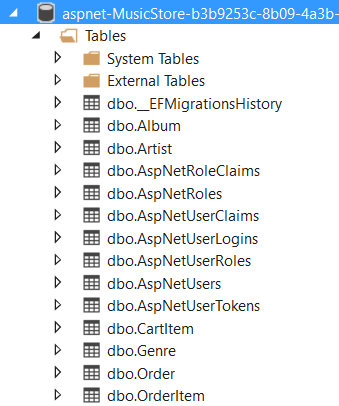 aspnet-MusicStore-b3b9253c-8b09-4a3b-
Tables
System Tables
External Tables
dbo.__EFMigrationsHistory
dbo.Album
dbo.Artist
dbo.AspNetRoleClaims
dbo.AspNetRoles
dbo.AspNetUserClaims
dbo.AspNetUserLogins
dbo.AspNetUserRoles
dbo.AspNetUsers
dbo.AspNetUserTokens
dbo.CartItem
dbo.Genre
dbo.Order
dbo.OrderItem